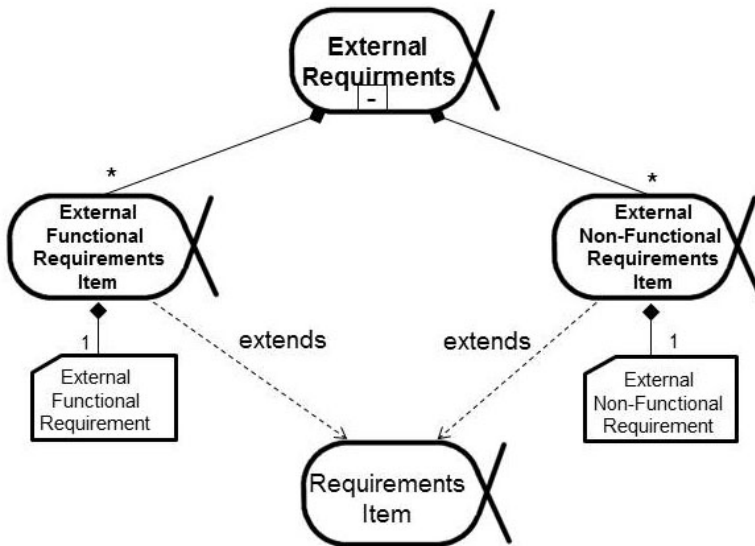 External
Requirments
-
*
*
External
Functional
Requirements
Item
External
Non-Functional
Requirements
Item
extends
extends
1
1
External
Functional
Requirement
External
Non-Functional
Requirement
Requirements
Item